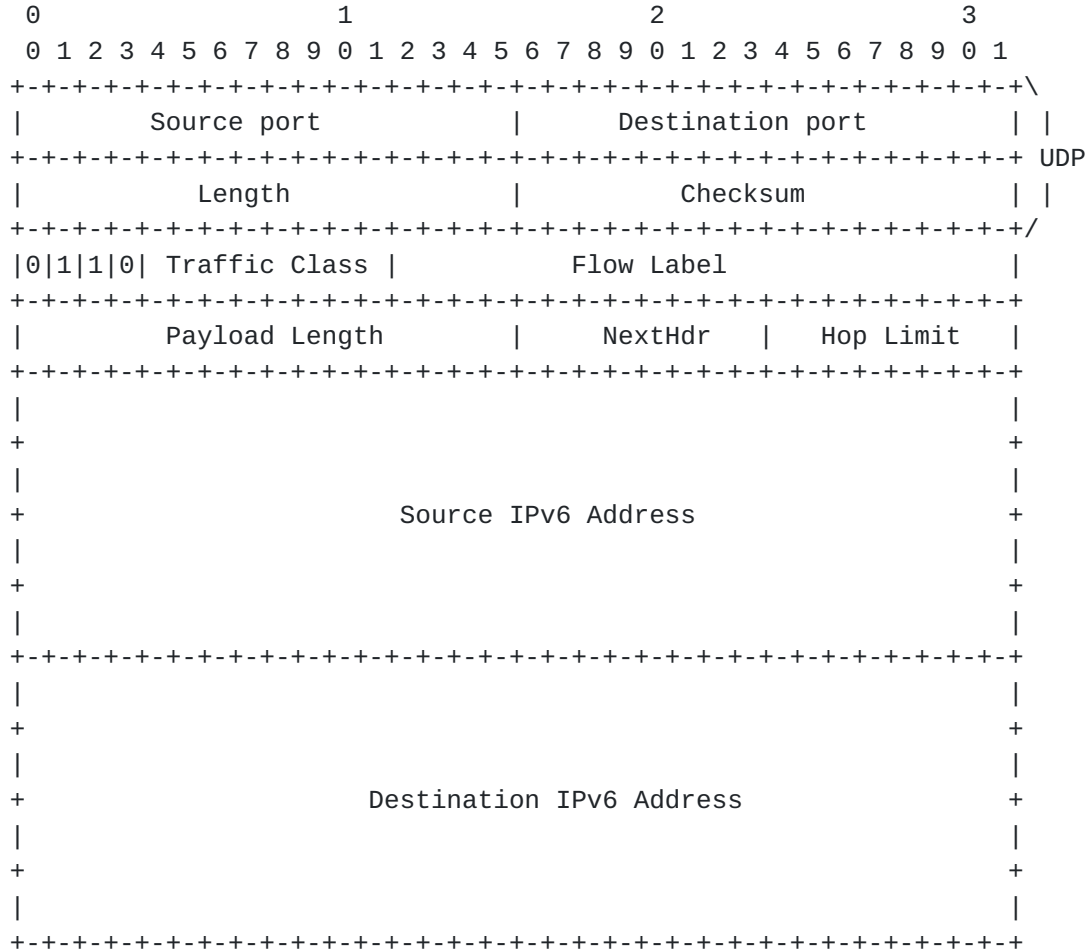 0                   1                   2                   3
 0 1 2 3 4 5 6 7 8 9 0 1 2 3 4 5 6 7 8 9 0 1 2 3 4 5 6 7 8 9 0 1
+-+-+-+-+-+-+-+-+-+-+-+-+-+-+-+-+-+-+-+-+-+-+-+-+-+-+-+-+-+-+-+-+\
|        Source port            |      Destination port         | |
+-+-+-+-+-+-+-+-+-+-+-+-+-+-+-+-+-+-+-+-+-+-+-+-+-+-+-+-+-+-+-+-+ UDP
|           Length              |          Checksum             | |
+-+-+-+-+-+-+-+-+-+-+-+-+-+-+-+-+-+-+-+-+-+-+-+-+-+-+-+-+-+-+-+-+/
|0|1|1|0| Traffic Class |           Flow Label                  |
+-+-+-+-+-+-+-+-+-+-+-+-+-+-+-+-+-+-+-+-+-+-+-+-+-+-+-+-+-+-+-+-+
|         Payload Length        |     NextHdr   |   Hop Limit   |
+-+-+-+-+-+-+-+-+-+-+-+-+-+-+-+-+-+-+-+-+-+-+-+-+-+-+-+-+-+-+-+-+
|                                                               |
+                                                               +
|                                                               |
+                        Source IPv6 Address                    +
|                                                               |
+                                                               +
|                                                               |
+-+-+-+-+-+-+-+-+-+-+-+-+-+-+-+-+-+-+-+-+-+-+-+-+-+-+-+-+-+-+-+-+
|                                                               |
+                                                               +
|                                                               |
+                      Destination IPv6 Address                 +
|                                                               |
+                                                               +
|                                                               |
+-+-+-+-+-+-+-+-+-+-+-+-+-+-+-+-+-+-+-+-+-+-+-+-+-+-+-+-+-+-+-+-+